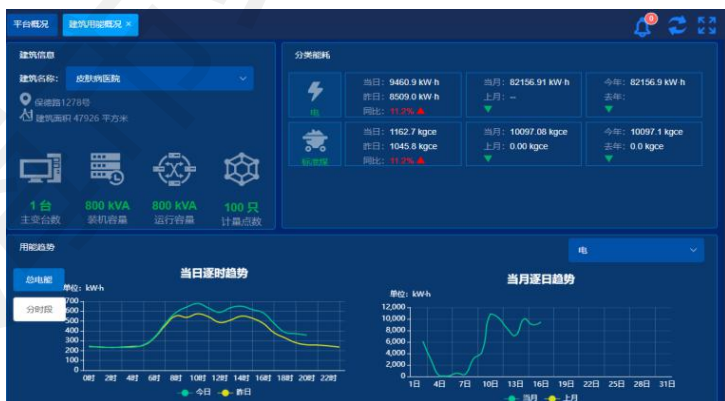 平台概况 建筑用能概况 ×
0
建筑信息
建筑名称: 皮肤病医院
保德路1278号
建筑面积 47926 平方米
1 台 800 kVA 800 kVA 100 只
主变台数 装机容量 运行容量 计量点数
分类能耗
电
当日: 9460.9 kW·h 当月: 82156.91 kW·h 今年: 82156.9 kW·h
昨日: 8509.0 kW·h 上月: -- 去年:
同比: 11.2% ▲ ▼ ▼
标准煤
当日: 1162.7 kgce 当月: 10097.08 kgce 今年: 10097.1 kgce
昨日: 1045.8 kgce 上月: 0.00 kgce 去年: 0.0 kgce
同比: 11.2% ▲ ▼ ▼
用能趋势
电
总电能
分时段
当日逐时趋势
单位: kW·h
700
600
500
400
300
200
100
0
0时 2时 4时 6时 8时 10时 12时 14时 16时 18时 20时 22时
今日 昨日
当月逐日趋势
单位: kW·h
12,000
10,000
8,000
6,000
4,000
2,000
0
1日 4日 7日 10日 13日 16日 19日 22日 25日 28日 31日
当月 上月